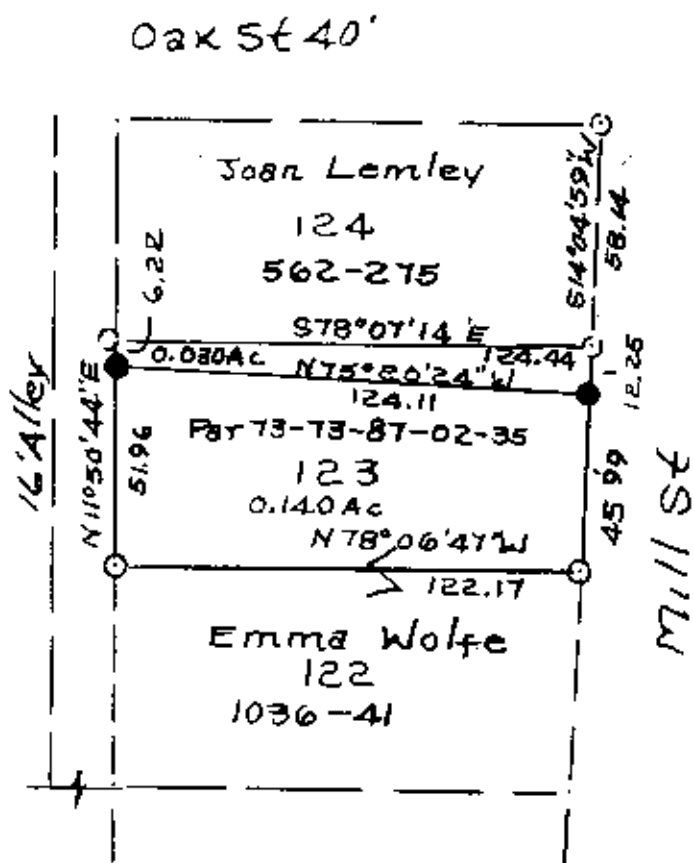 Oak St 40'
Joan Lemley
124
562-275
S14°04'59"W
58.14
6.22
S78°07'14"E
124.44
0.030Ac
N75°20'24"W
124.11
12.25
16'Alley
N11°50'44"E
51.96
Par 73-73-87-02-35
123
0.140Ac
45.99
Mill St
N78°06'47"W
122.17
Emma Wolfe
122
1036-41